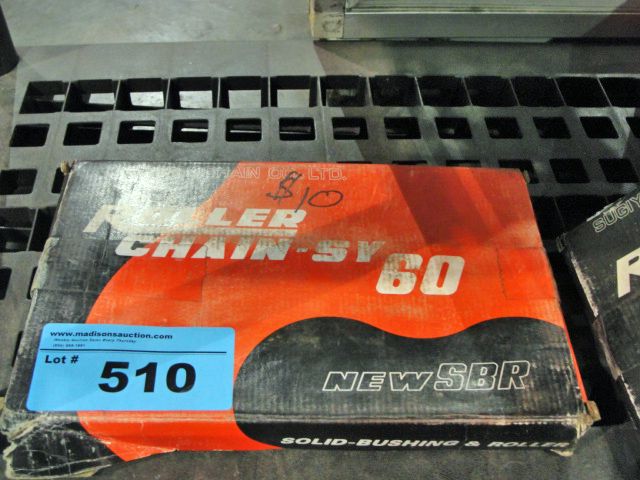 CHAIN CO., LTD.
$10
ROLLER
CHAIN-SY 60
www.madisonsauction.com
Lot # 510
NEW SBR
SOLID-BUSHING & ROLLER
SUGIY
R